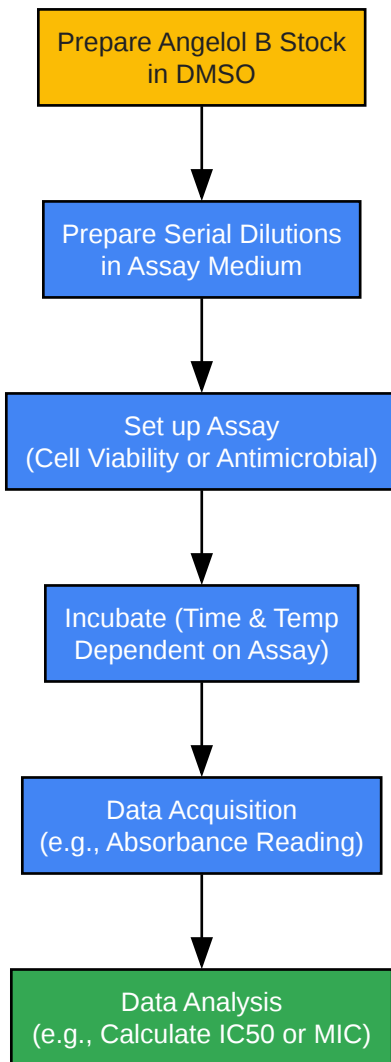 Prepare Angelol B Stock
in DMSO
Prepare Serial Dilutions
in Assay Medium
Set up Assay
(Cell Viability or Antimicrobial)
Incubate (Time & Temp
Dependent on Assay)
Data Acquisition
(e.g., Absorbance Reading)
Data Analysis
(e.g., Calculate IC50 or MIC)